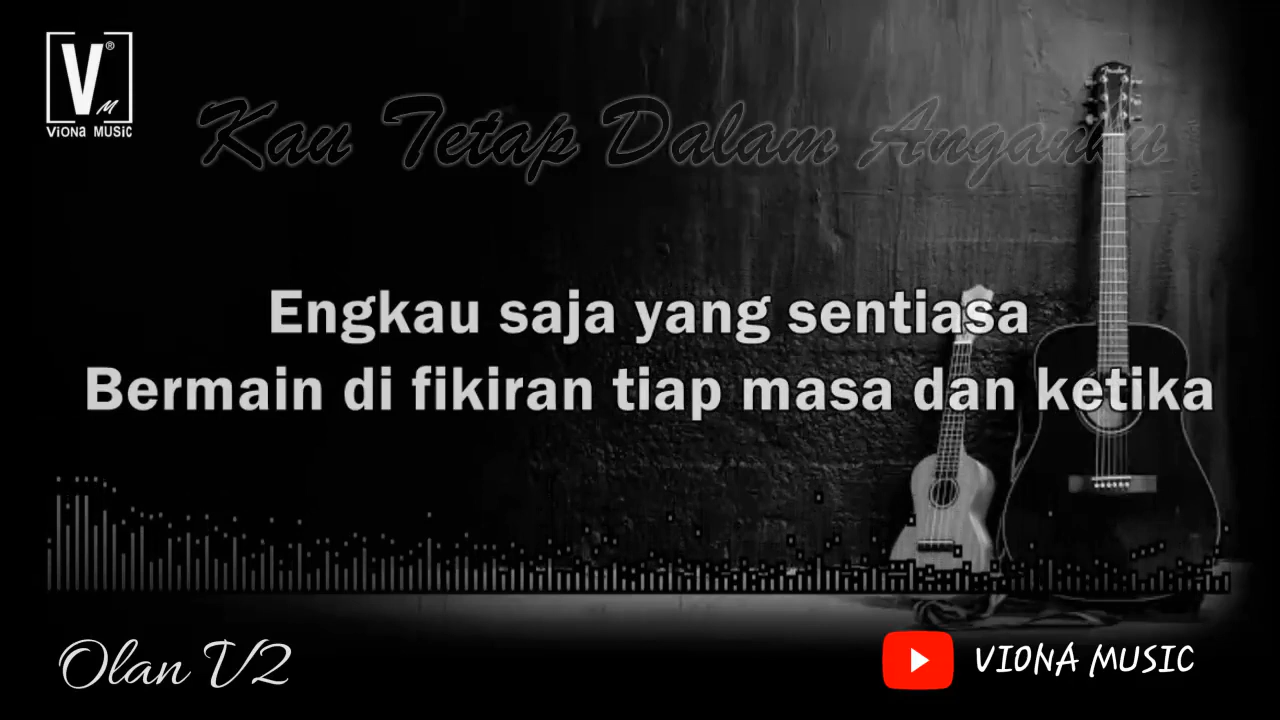 V®
M
VIONA MUSIC
Kau Tetap Dalam Anganku
Fender
Engkau saja yang sentiasa
Bermain di fikiran tiap masa dan ketika
Olan V2
VIONA MUSIC